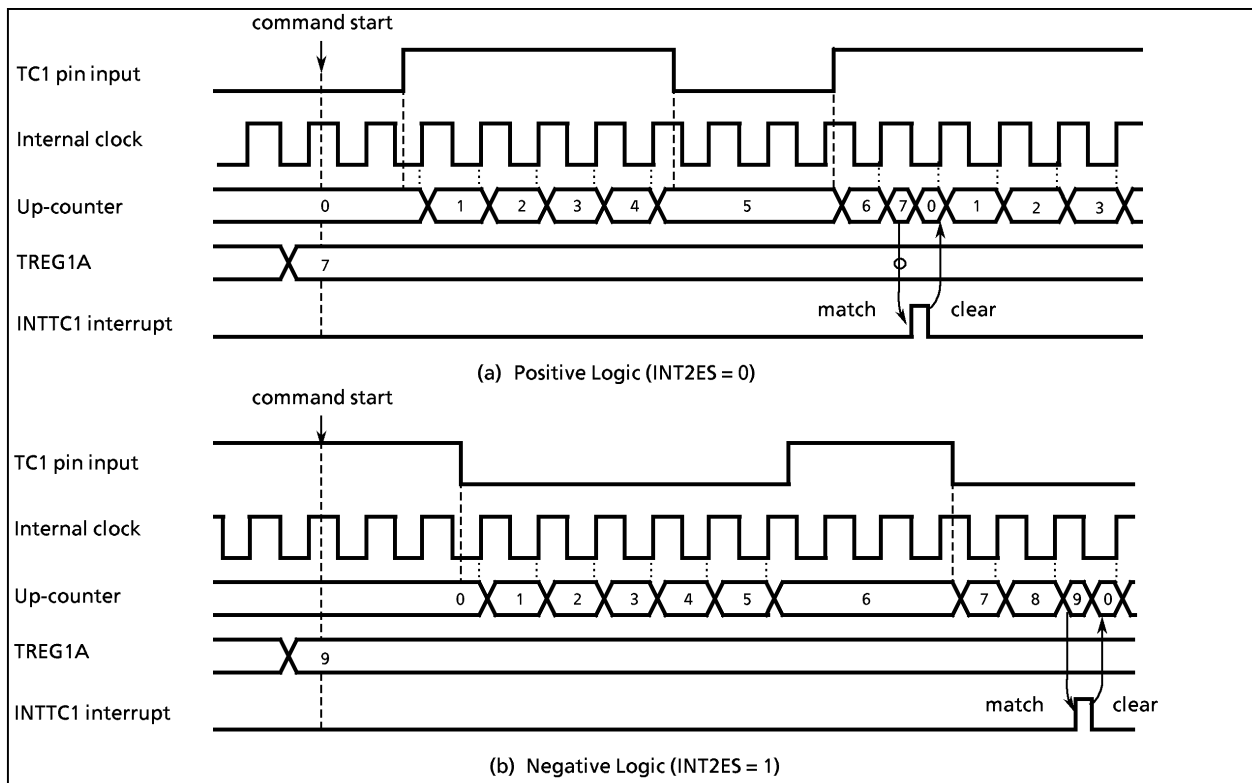 command start
TC1 pin input
Internal clock
Up-counter 0 1 2 3 4 5 6 7 0 1 2 3
TREG1A 7
match clear
INTTC1 interrupt
(a) Positive Logic (INT2ES = 0)
command start
TC1 pin input
Internal clock
Up-counter 0 1 2 3 4 5 6 7 8 9 0
TREG1A 9
match clear
INTTC1 interrupt
(b) Negative Logic (INT2ES = 1)